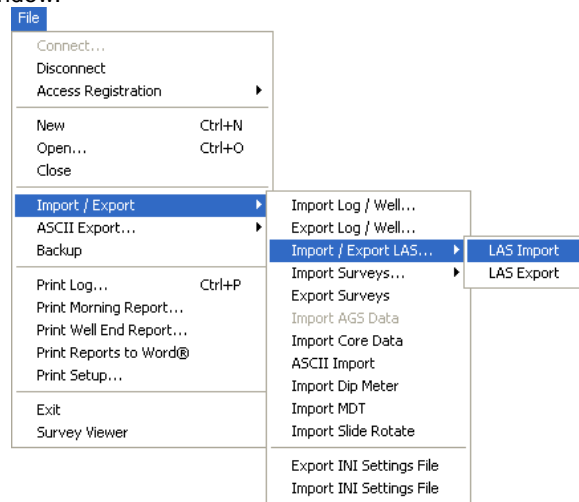 File
Connect...
Disconnect
Access Registration
New Ctrl+N
Open... Ctrl+O
Close
Import / Export
ASCII Export...
Backup
Print Log... Ctrl+P
Print Morning Report...
Print Well End Report...
Print Reports to Word®
Print Setup...
Exit
Survey Viewer
Import Log / Well...
Export Log / Well...
Import / Export LAS...
Import Surveys...
Export Surveys
Import AGS Data
Import Core Data
ASCII Import
Import Dip Meter
Import MDT
Import Slide Rotate
Export INI Settings File
Import INI Settings File
LAS Import
LAS Export